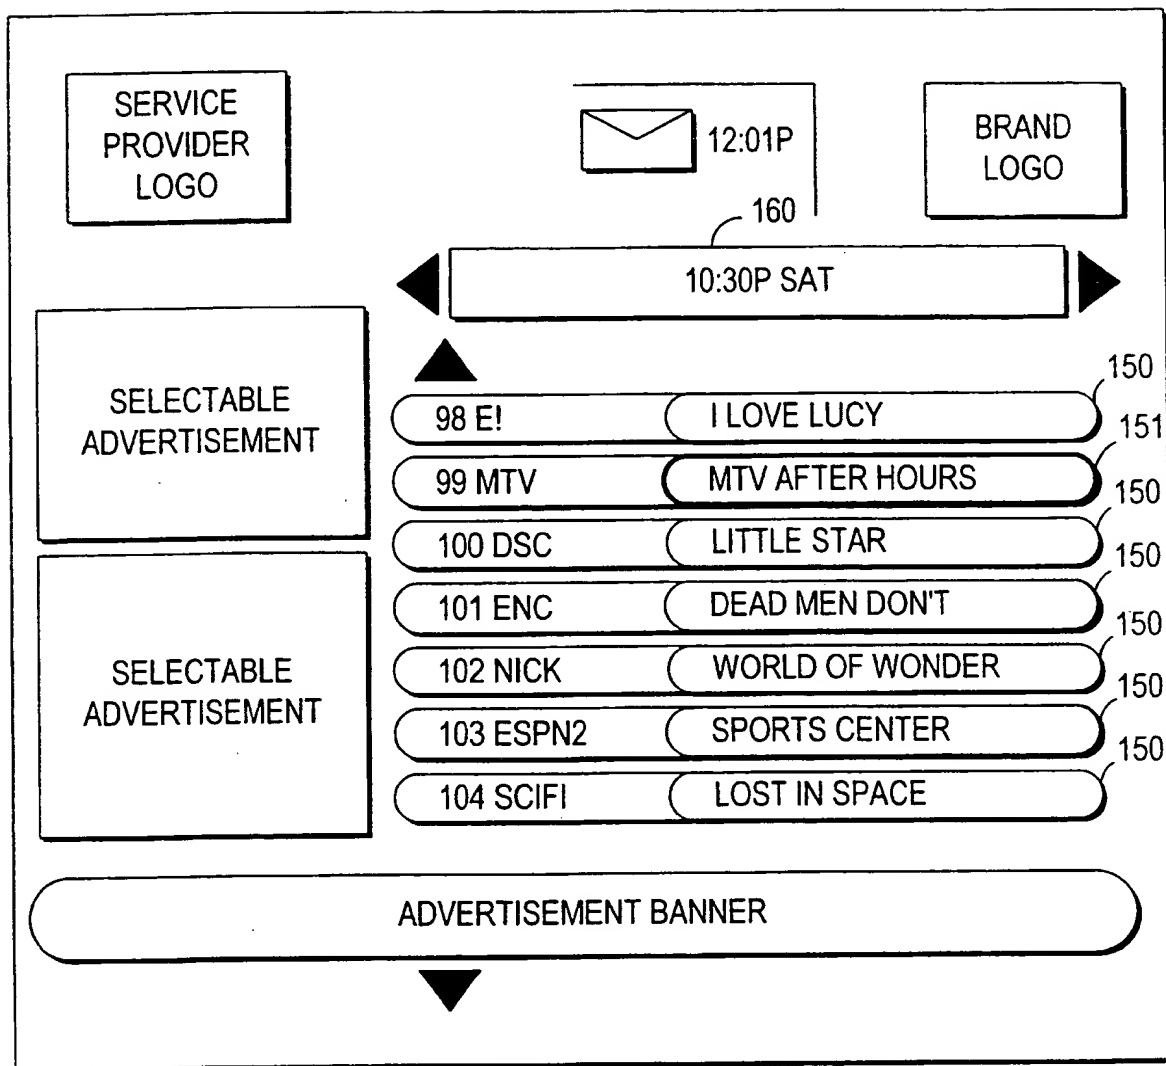 SERVICE
PROVIDER
LOGO
12:01P
BRAND
LOGO
160
10:30P SAT
SELECTABLE
ADVERTISEMENT
SELECTABLE
ADVERTISEMENT
98 E! I LOVE LUCY 150
99 MTV MTV AFTER HOURS 151
100 DSC LITTLE STAR 150
101 ENC DEAD MEN DON'T 150
102 NICK WORLD OF WONDER 150
103 ESPN2 SPORTS CENTER 150
104 SCIFI LOST IN SPACE 150
ADVERTISEMENT BANNER